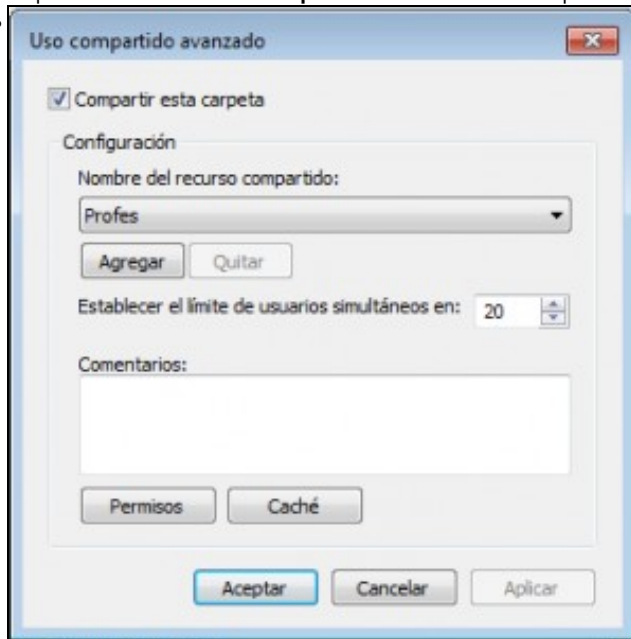 Uso compartido avanzado
Compartir esta carpeta
Configuración
Nombre del recurso compartido:
Profes
Agregar Quitar
Establecer el límite de usuarios simultáneos en: 20
Comentarios:
Permisos Caché
Aceptar Cancelar Aplicar